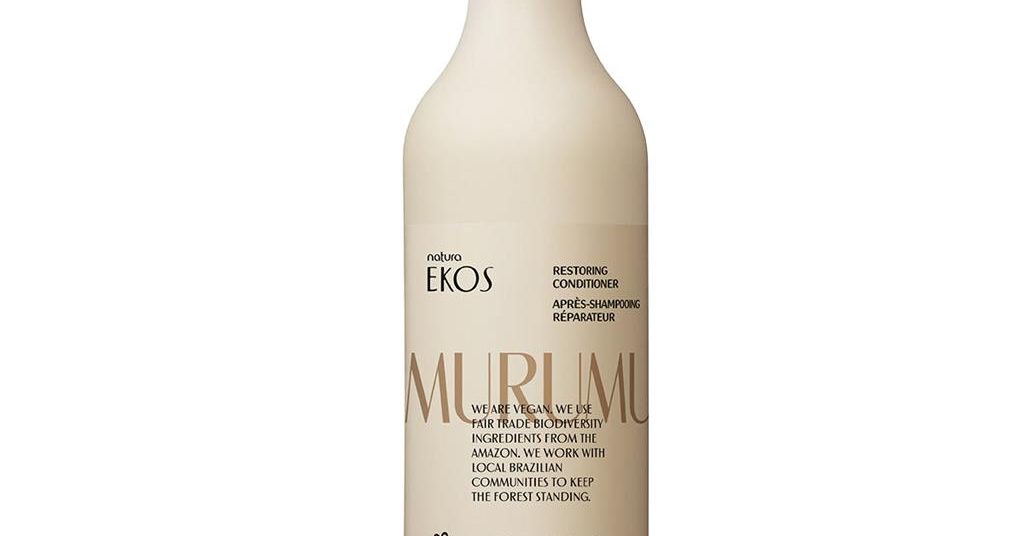 natura
EKOS
RESTORING
CONDITIONER
APRÈS-SHAMPOOING
RÉPARATEUR
MURUMU
WE ARE VEGAN. WE USE
FAIR TRADE BIODIVERSITY
INGREDIENTS FROM THE
AMAZON. WE WORK WITH
LOCAL BRAZILIAN
COMMUNITIES TO KEEP
THE FOREST STANDING.